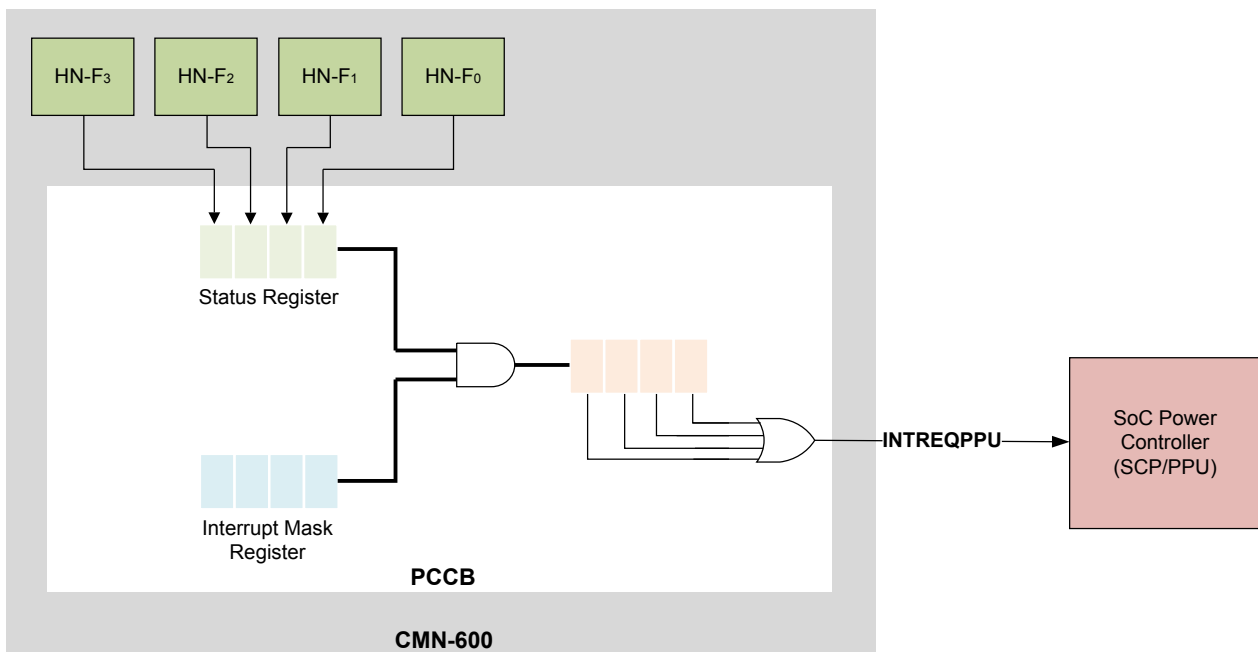 HN-F3
HN-F2
HN-F1
HN-F0
Status Register
INTREQPPU
SoC Power
Controller
(SCP/PPU)
Interrupt Mask
Register
PCCB
CMN-600